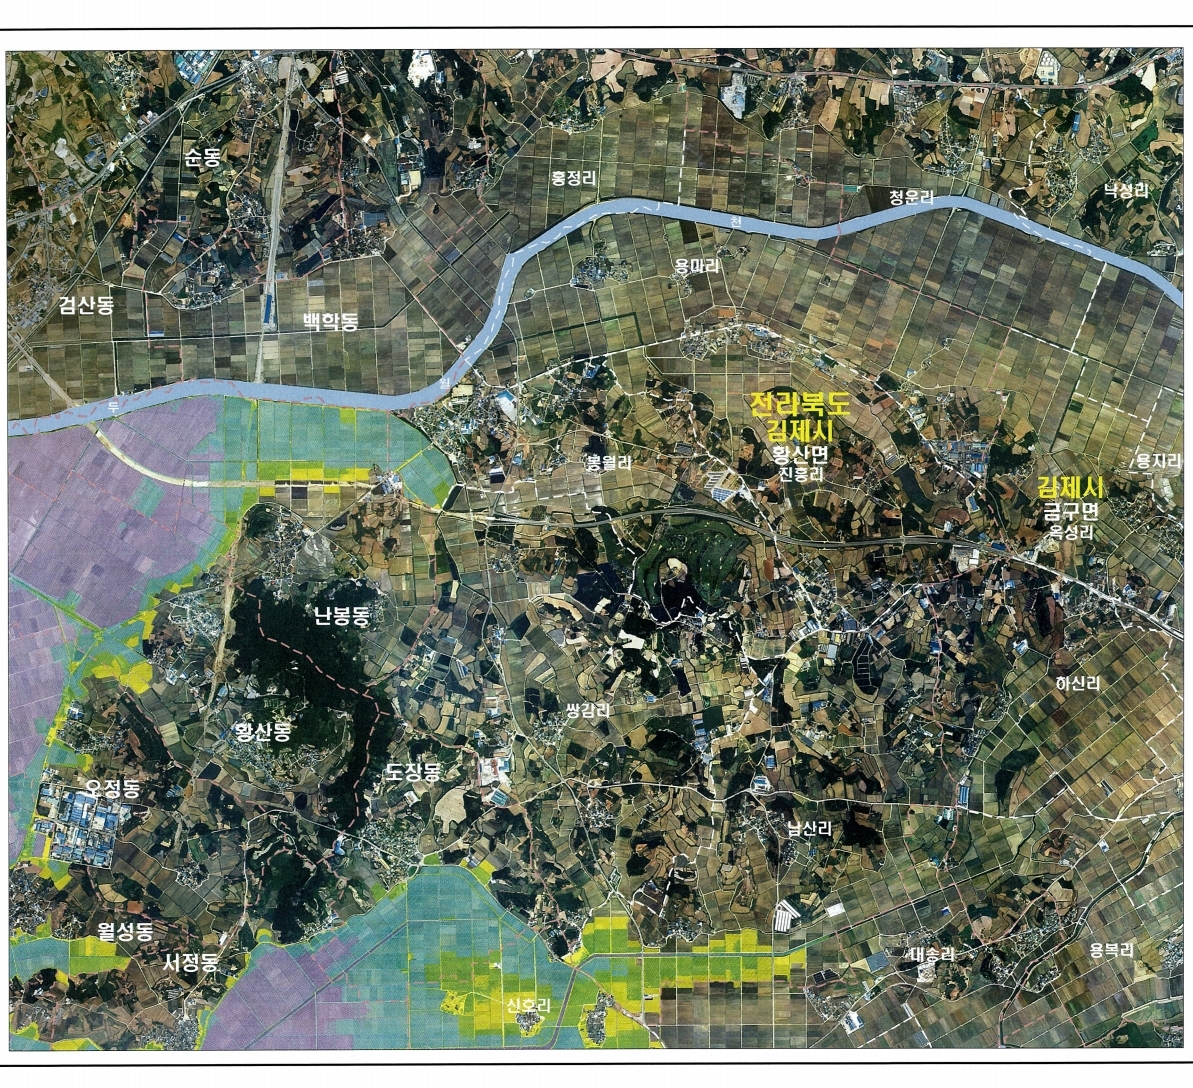 순동
홍정리
천
청운리
낙성리
용마리
검산동
백학동
월
두
전라북도
김제시
황산면
진흥리
봉월리
용지리
김제시
금구면
옥성리
난봉동
하신리
쌍감리
황산동
도장동
오정동
남산리
월성동
서정동
대송리
용복리
신호리